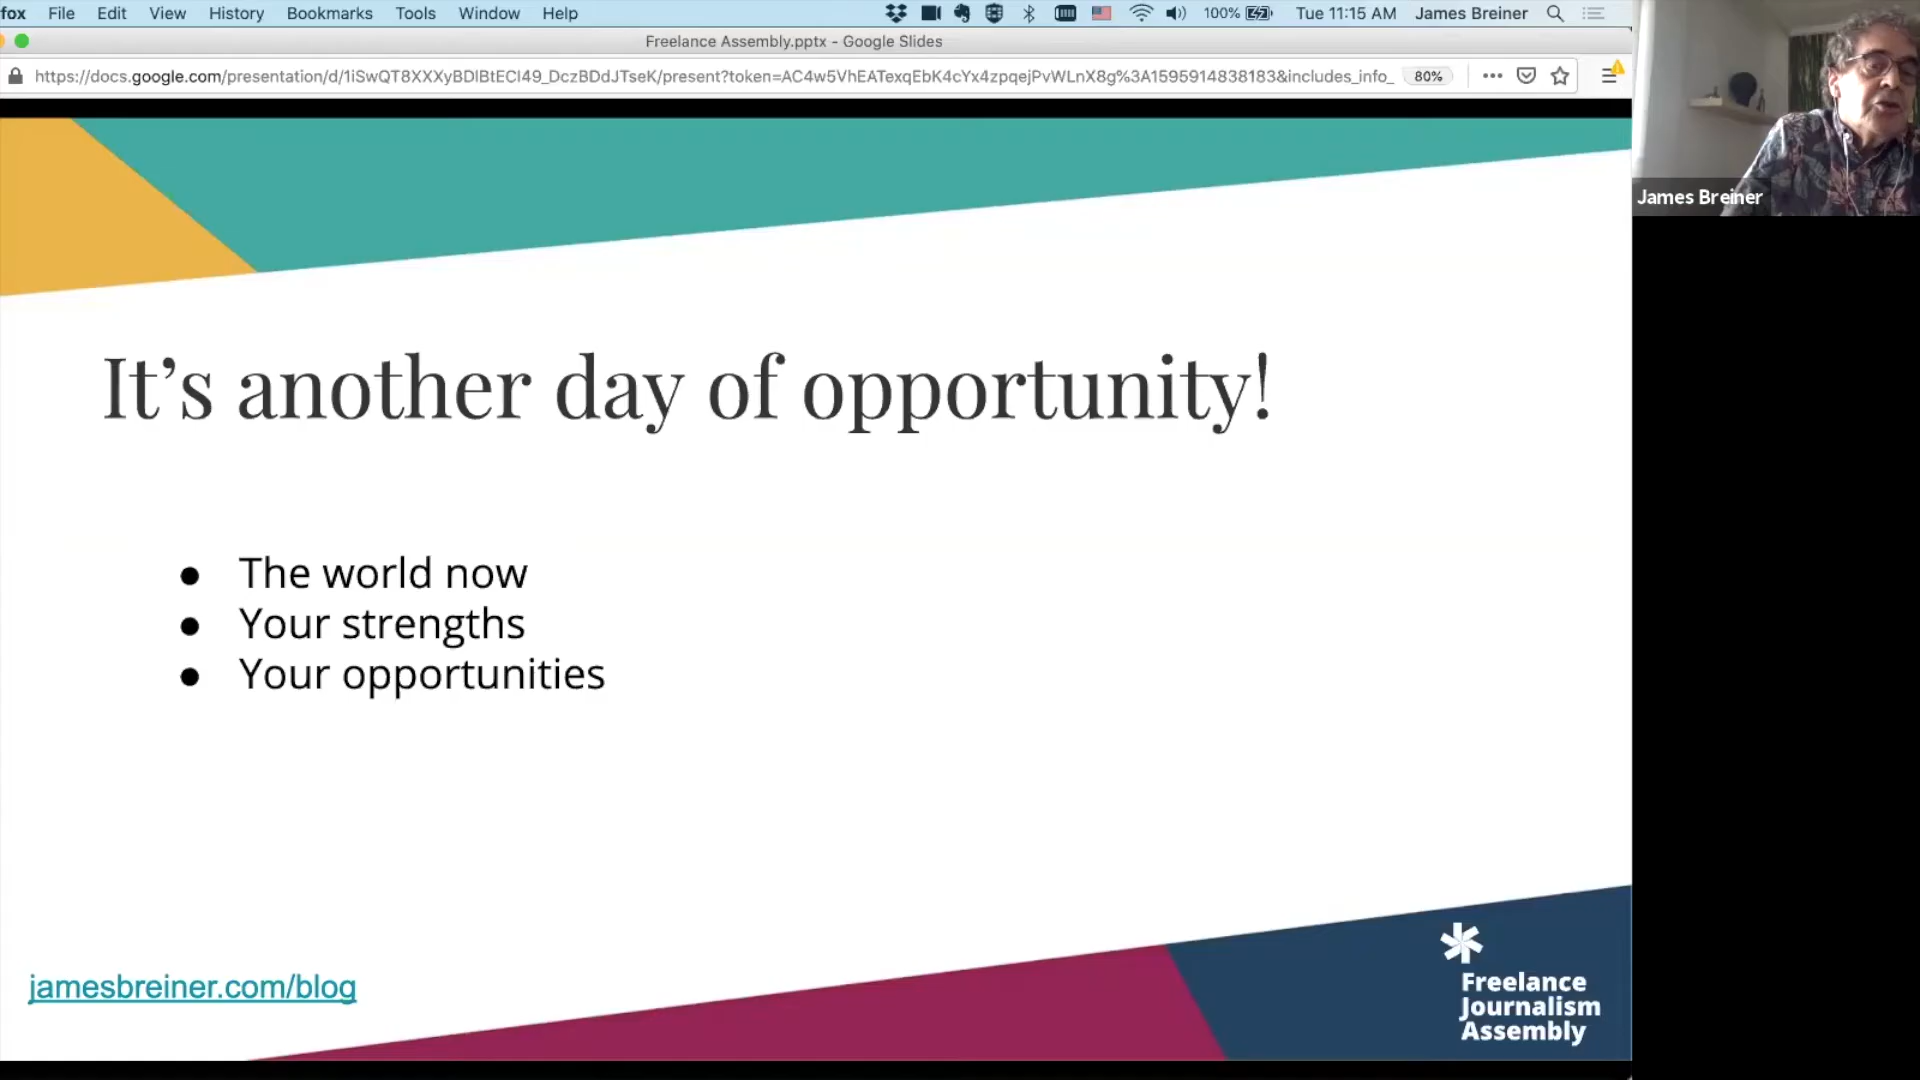 fox File Edit View History Bookmarks Tools Window Help 100% Tue 11:15 AM James Breiner
Freelance Assembly.pptx - Google Slides
https://docs.google.com/presentation/d/1iSwQT8XXXyBDlBtECI49_DczBDdJTseK/present?token=AC4w5VhEATexqEbK4cYx4zpqejPvWLnX8g%3A1595914838183&includes_info_ 80%
James Breiner
It’s another day of opportunity!
● The world now
● Your strengths
● Your opportunities
jamesbreiner.com/blog
Freelance
Journalism
Assembly